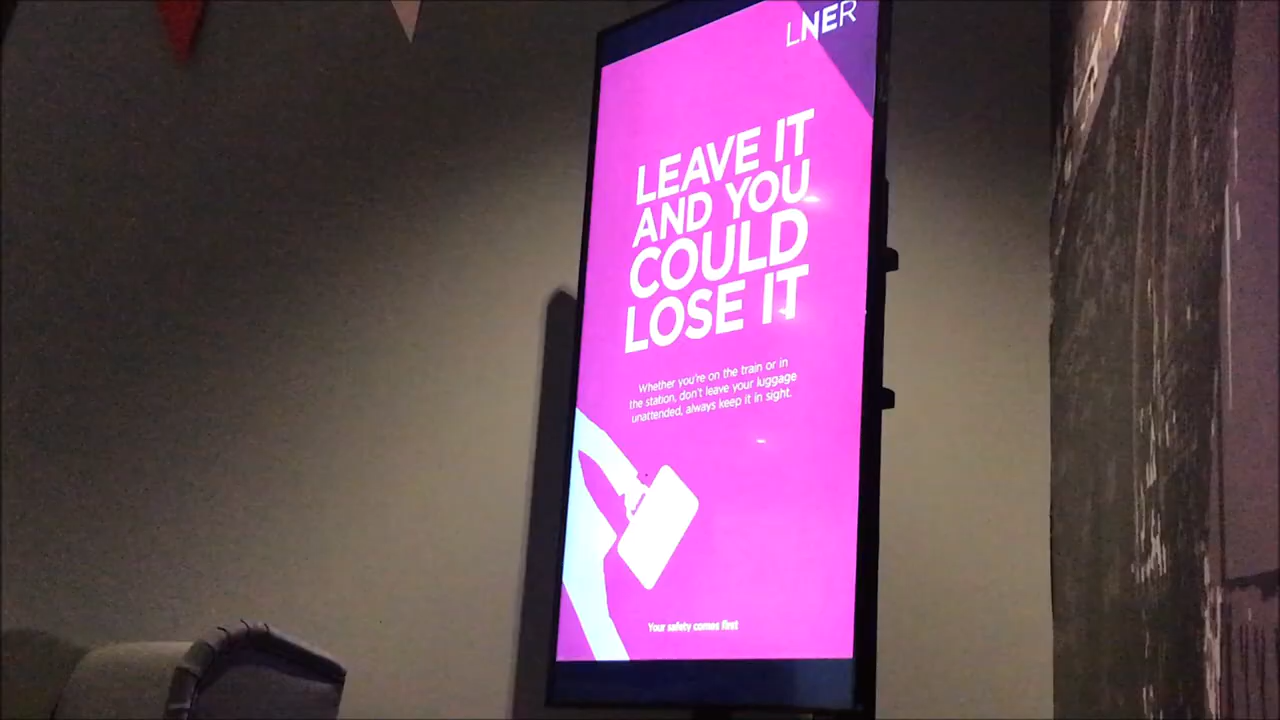 LNER
LEAVE IT
AND YOU
COULD
LOSE IT
Whether you're on the train or in
the station, don't leave your luggage
unattended, always keep it in sight.
Your safety comes first